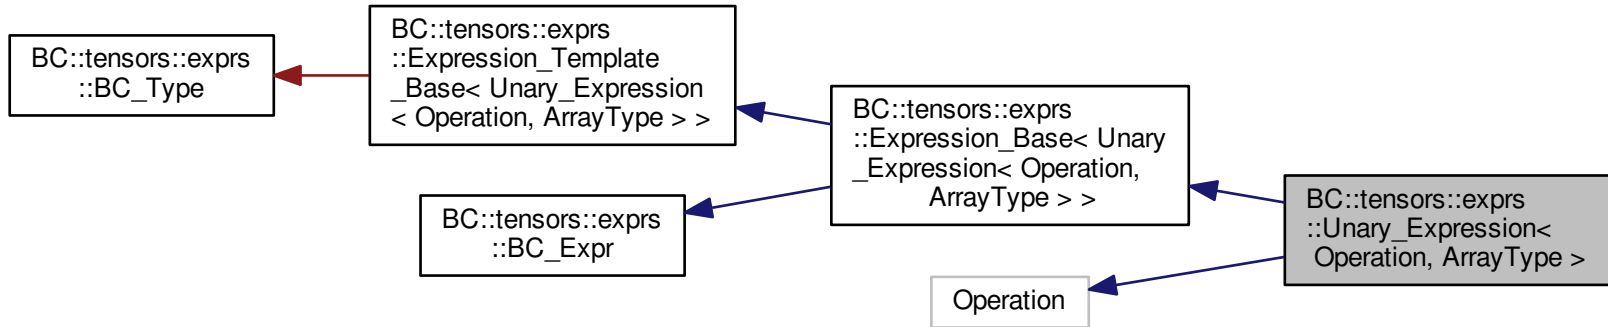 BC::tensors::exprs
::BC_Type
BC::tensors::exprs
::Expression_Template
_Base< Unary_Expression
< Operation, ArrayType > >
BC::tensors::exprs
::BC_Expr
BC::tensors::exprs
::Expression_Base< Unary
_Expression< Operation,
ArrayType > >
Operation
BC::tensors::exprs
::Unary_Expression<
Operation, ArrayType >